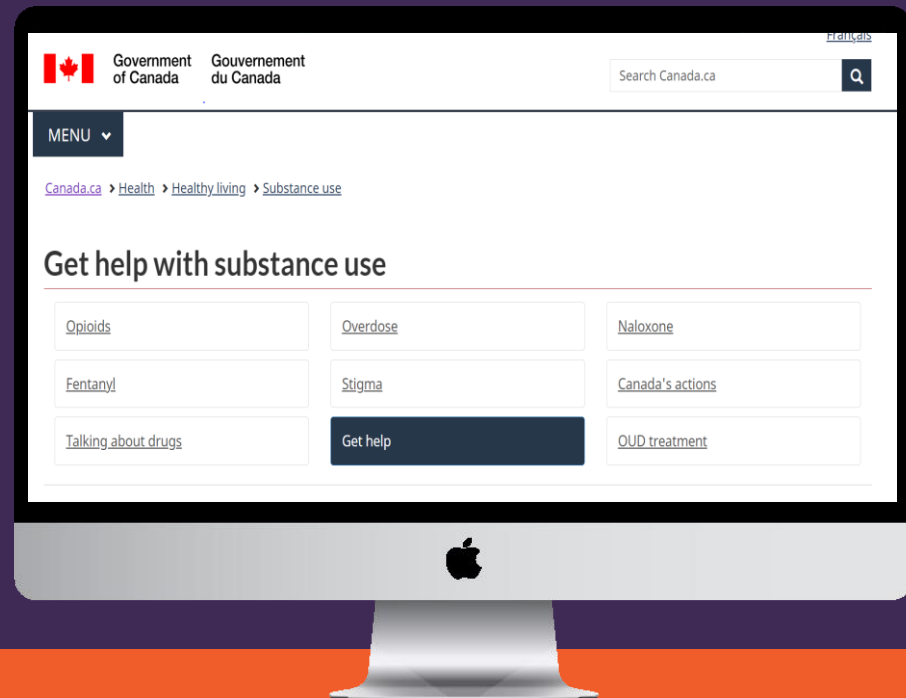 Français
Government
of Canada
Gouvernement
du Canada
Search Canada.ca
MENU
Canada.ca > Health > Healthy living > Substance use
Get help with substance use
Opioids
Overdose
Naloxone
Fentanyl
Stigma
Canada's actions
Talking about drugs
Get help
OUD treatment